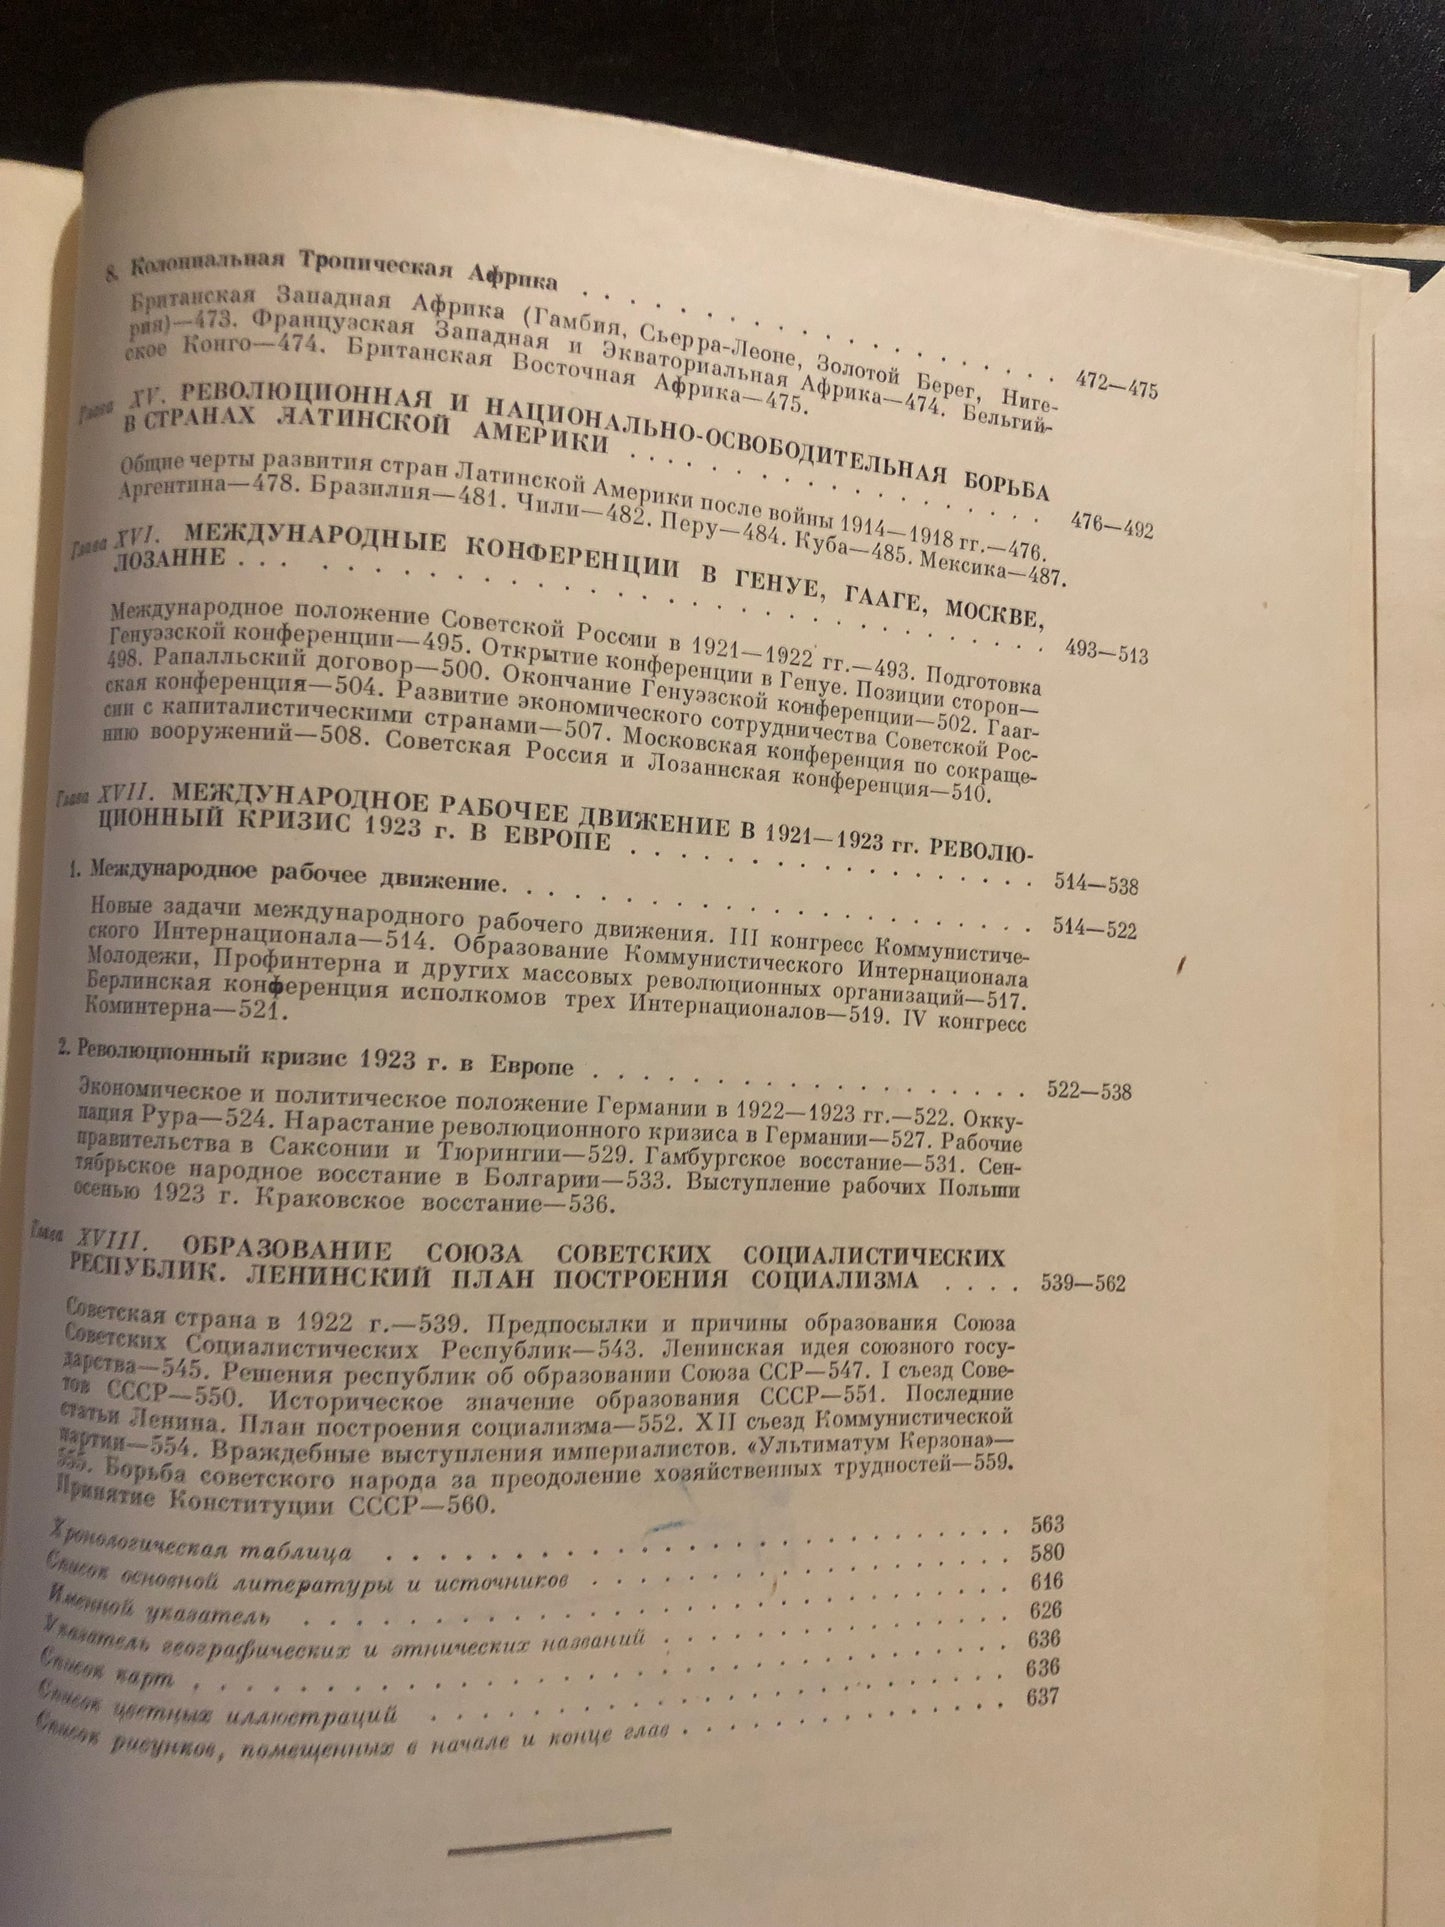 8. Колониальная Тропическая Африка . . . . . . . . . . . . . . . . . . 472—475
Британская Западная Африка (Гамбия, Сьерра-Леоне, Золотой Берег, Ниге-
рия)—473. Французская Западная и Экваториальная Африка—474. Бельгий-
ское Конго—474. Британская Восточная Африка—475.
Глава XV. РЕВОЛЮЦИОННАЯ И НАЦИОНАЛЬНО-ОСВОБОДИТЕЛЬНАЯ БОРЬБА
В СТРАНАХ ЛАТИНСКОЙ АМЕРИКИ . . . . . . . . . . . . . . . . 476—492
Общие черты развития стран Латинской Америки после войны 1914—1918 гг.—476.
Аргентина—478. Бразилия—481. Чили—482. Перу—484. Куба—485. Мексика—487.
Глава XVI. МЕЖДУНАРОДНЫЕ КОНФЕРЕНЦИИ В ГЕНУЕ, ГААГЕ, МОСКВЕ,
ЛОЗАННЕ . . . . . . . . . . . . . . . . . . . . . . . . . . . . 493—513
Международное положение Советской России в 1921—1922 гг.—493. Подготовка
Генуэзской конференции—495. Открытие конференции в Генуе. Позиции сторон—
498. Рапалльский договор—500. Окончание Генуэзской конференции—502. Гааг-
ская конференция—504. Развитие экономического сотрудничества Советской Рос-
сии с капиталистическими странами—507. Московская конференция по сокраще-
нию вооружений—508. Советская Россия и Лозаннская конференция—510.
Глава XVII. МЕЖДУНАРОДНОЕ РАБОЧЕЕ ДВИЖЕНИЕ В 1921—1923 гг. РЕВОЛЮ-
ЦИОННЫЙ КРИЗИС 1923 г. В ЕВРОПЕ . . . . . . . . . . . . . . . 514—538
1. Международное рабочее движение. . . . . . . . . . . . . . . . . . . 514—522
Новые задачи международного рабочего движения. III конгресс Коммунистиче-
ского Интернационала—514. Образование Коммунистического Интернационала
Молодежи, Профинтерна и других массовых революционных организаций—517.
Берлинская конференция исполкомов трех Интернационалов—519. IV конгресс
Коминтерна—521.
2. Революционный кризис 1923 г. в Европе . . . . . . . . . . . . . . . . 522—538
Экономическое и политическое положение Германии в 1922—1923 гг.—522. Окку-
пация Рура—524. Нарастание революционного кризиса в Германии—527. Рабочие
правительства в Саксонии и Тюрингии—529. Гамбургское восстание—531. Сен-
тябрьское народное восстание в Болгарии—533. Выступление рабочих Польши
осенью 1923 г. Краковское восстание—536.
Глава XVIII. ОБРАЗОВАНИЕ СОЮЗА СОВЕТСКИХ СОЦИАЛИСТИЧЕСКИХ
РЕСПУБЛИК. ЛЕНИНСКИЙ ПЛАН ПОСТРОЕНИЯ СОЦИАЛИЗМА . . . . 539—562
Советская страна в 1922 г.—539. Предпосылки и причины образования Союза
Советских Социалистических Республик—543. Ленинская идея союзного госу-
дарства—545. Решения республик об образовании Союза ССР—547. I съезд Сове-
тов СССР—550. Историческое значение образования СССР—551. Последние
статьи Ленина. План построения социализма—552. XII съезд Коммунистической
партии—554. Враждебные выступления империалистов. «Ультиматум Керзона»—
555. Борьба советского народа за преодоление хозяйственных трудностей—559.
Принятие Конституции СССР—560.
Хронологическая таблица . . . . . . . . . . . . . . . . . . . . . . . 563
Список основной литературы и источников . . . . . . . . . . . . . . . 580
Именной указатель . . . . . . . . . . . . . . . . . . . . . . . . . . 616
Указатель географических и этнических названий . . . . . . . . . . . . 626
Список карт . . . . . . . . . . . . . . . . . . . . . . . . . . . . . 636
Список цветных иллюстраций . . . . . . . . . . . . . . . . . . . . . 636
Список рисунков, помещенных в начале и конце глав . . . . . . . . . . . 637